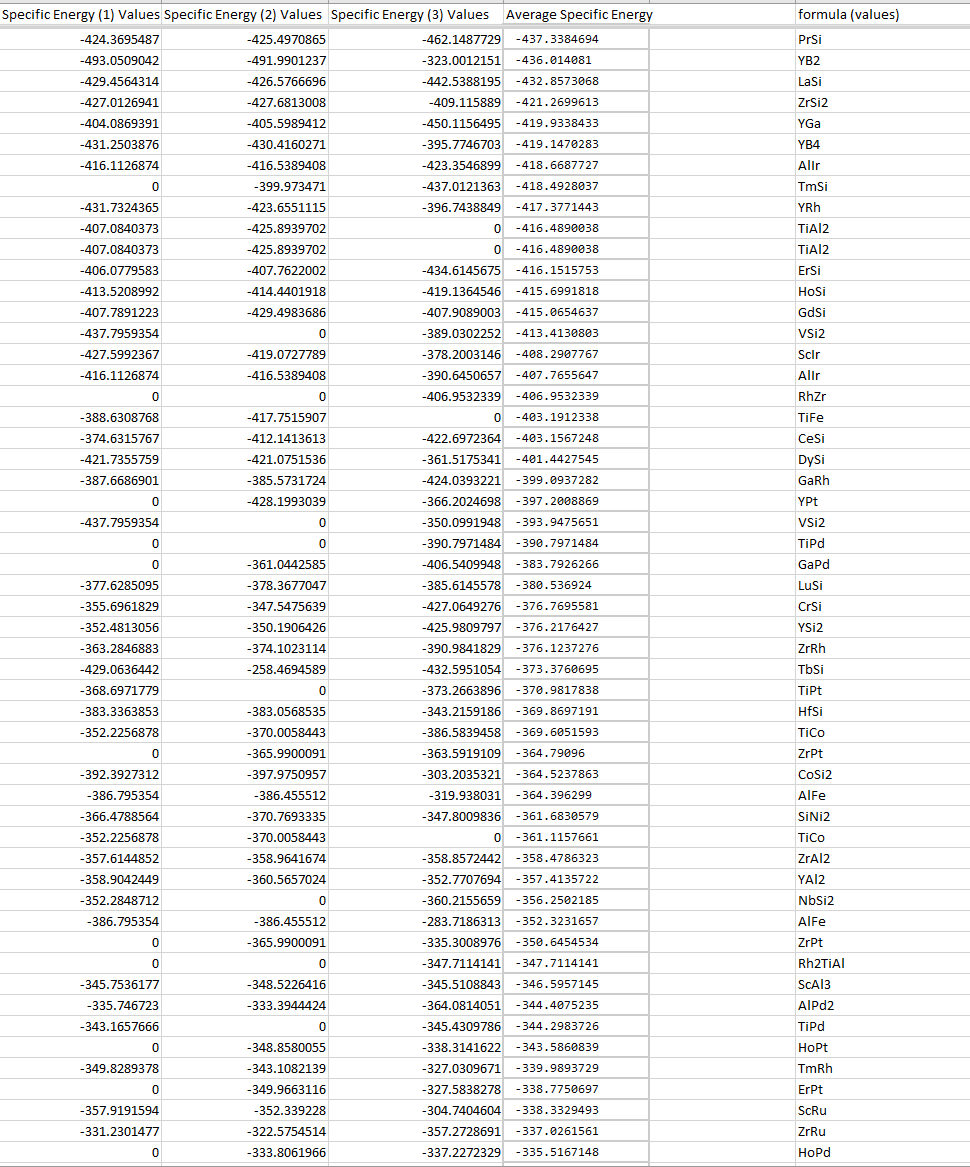 Specific Energy (1) Values Specific Energy (2) Values Specific Energy (3) Values Average Specific Energy formula (values)
-424.3695487 -425.4970865 -462.1487729 -437.3384694 PrSi
-493.0509042 -491.9901237 -323.0012151 -436.014081 YB2
-429.4564314 -426.5766696 -442.5388195 -432.8573068 LaSi
-427.0126941 -427.6813008 -409.115889 -421.2699613 ZrSi2
-404.0869391 -405.5989412 -450.1156495 -419.9338433 YGa
-431.2503876 -430.4160271 -395.7746703 -419.1470283 YB4
-416.1126874 -416.5389408 -423.3546899 -418.6687727 AlIr
0 -399.973471 -437.0121363 -418.4928037 TmSi
-431.7324365 -423.6551115 -396.7438849 -417.3771443 YRh
-407.0840373 -425.8939702 0 -416.4890038 TiAl2
-407.0840373 -425.8939702 0 -416.4890038 TiAl2
-406.0779583 -407.7622002 -434.6145675 -416.1515753 ErSi
-413.5208992 -414.4401918 -419.1364546 -415.6991818 HoSi
-407.7891223 -429.4983686 -407.9089003 -415.0654637 GdSi
-437.7959354 0 -389.0302252 -413.4130803 VSi2
-427.5992367 -419.0727789 -378.2003146 -408.2907767 ScIr
-416.1126874 -416.5389408 -390.6450657 -407.7655647 AlIr
0 0 -406.9532339 -406.9532339 RhZr
-388.6308768 -417.7515907 0 -403.1912338 TiFe
-374.6315767 -412.1413613 -422.6972364 -403.1567248 CeSi
-421.7355759 -421.0751536 -361.5175341 -401.4427545 DySi
-387.6686901 -385.5731724 -424.0393221 -399.0937282 GaRh
0 -428.1993039 -366.2024698 -397.2008869 YPt
-437.7959354 0 -350.0991948 -393.9475651 VSi2
0 0 -390.7971484 -390.7971484 TiPd
0 -361.0442585 -406.5409948 -383.7926266 GaPd
-377.6285095 -378.3677047 -385.6145578 -380.536924 LuSi
-355.6961829 -347.5475639 -427.0649276 -376.7695581 CrSi
-352.4813056 -350.1906426 -425.9809797 -376.2176427 YSi2
-363.2846883 -374.1023114 -390.9841829 -376.1237276 ZrRh
-429.0636442 -258.4694589 -432.5951054 -373.3760695 TbSi
-368.6971779 0 -373.2663896 -370.9817838 TiPt
-383.3363853 -383.0568535 -343.2159186 -369.8697191 HfSi
-352.2256878 -370.0058443 -386.5839458 -369.6051593 TiCo
0 -365.9900091 -363.5919109 -364.79096 ZrPt
-392.3927312 -397.9750957 -303.2035321 -364.5237863 CoSi2
-386.795354 -386.455512 -319.938031 -364.396299 AlFe
-366.4788564 -370.7693335 -347.8009836 -361.6830579 SiNi2
-352.2256878 -370.0058443 0 -361.1157661 TiCo
-357.6144852 -358.9641674 -358.8572442 -358.4786323 ZrAl2
-358.9042449 -360.5657024 -352.7707694 -357.4135722 YAl2
-352.2848712 0 -360.2155659 -356.2502185 NbSi2
-386.795354 -386.455512 -283.7186313 -352.3231657 AlFe
0 -365.9900091 -335.3008976 -350.6454534 ZrPt
0 0 -347.7114141 -347.7114141 Rh2TiAl
-345.7536177 -348.5226416 -345.5108843 -346.5957145 ScAl3
-335.746723 -333.3944424 -364.0814051 -344.4075235 AlPd2
-343.1657666 0 -345.4309786 -344.2983726 TiPd
0 -348.8580055 -338.3141622 -343.5860839 HoPt
-349.8289378 -343.1082139 -327.0309671 -339.9893729 TmRh
0 -349.9663116 -327.5838278 -338.7750697 ErPt
-357.9191594 -352.339228 -304.7404604 -338.3329493 ScRu
-331.2301477 -322.5754514 -357.2728691 -337.0261561 ZrRu
0 -333.8061966 -337.2272329 -335.5167148 HoPd